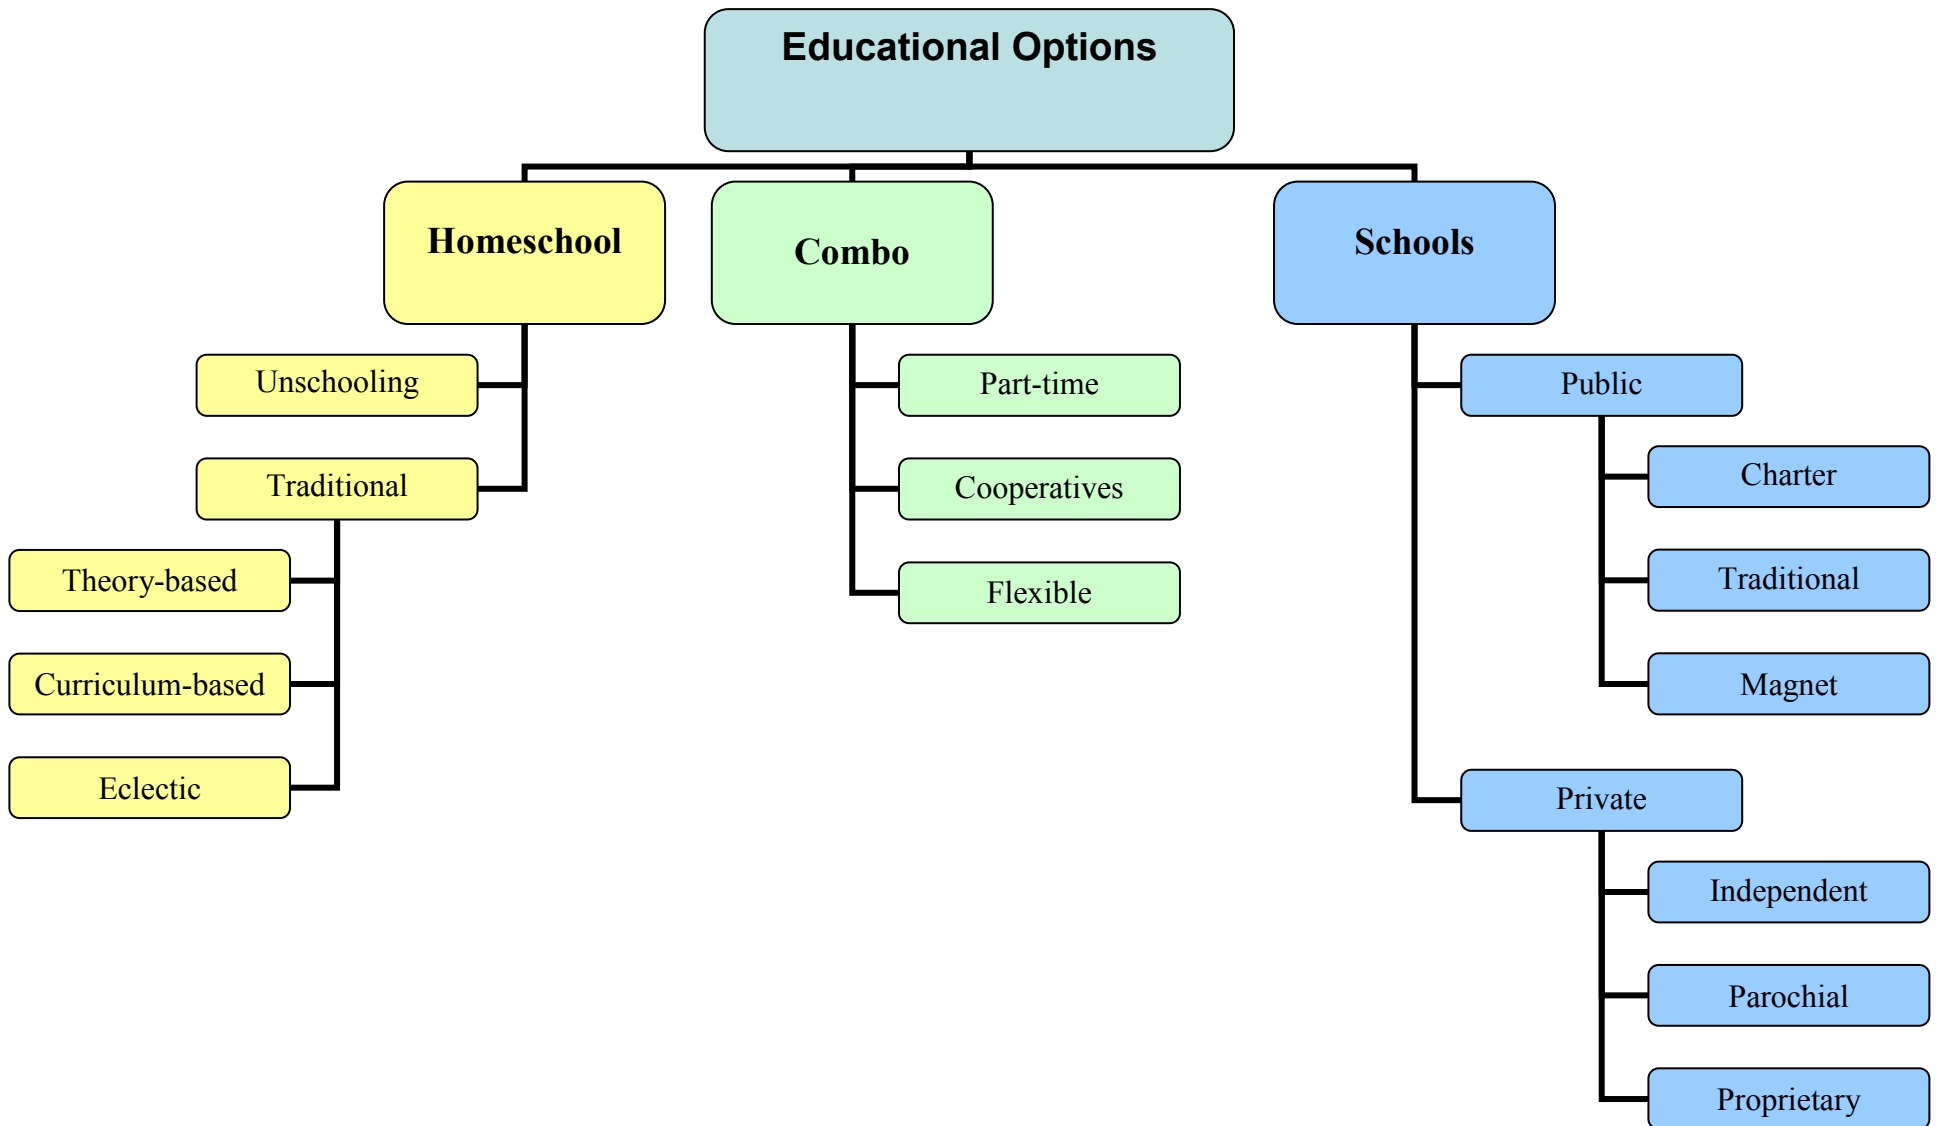 Educational Options
Homeschool
Combo
Schools
Unschooling
Traditional
Theory-based
Curriculum-based
Eclectic
Part-time
Cooperatives
Flexible
Public
Charter
Traditional
Magnet
Private
Independent
Parochial
Proprietary